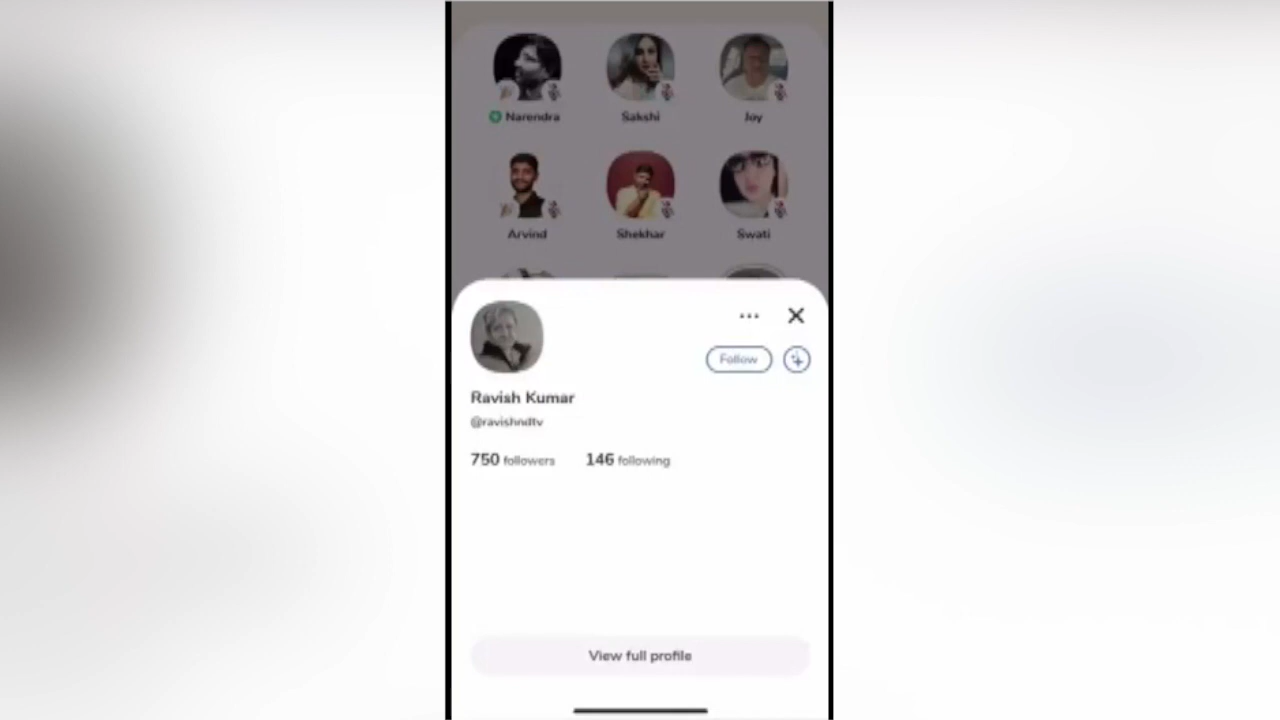 Narendra Sakshi Joy
Arvind Shekhar Swati
Follow
Ravish Kumar
@ravishndtv
750 followers 146 following
View full profile